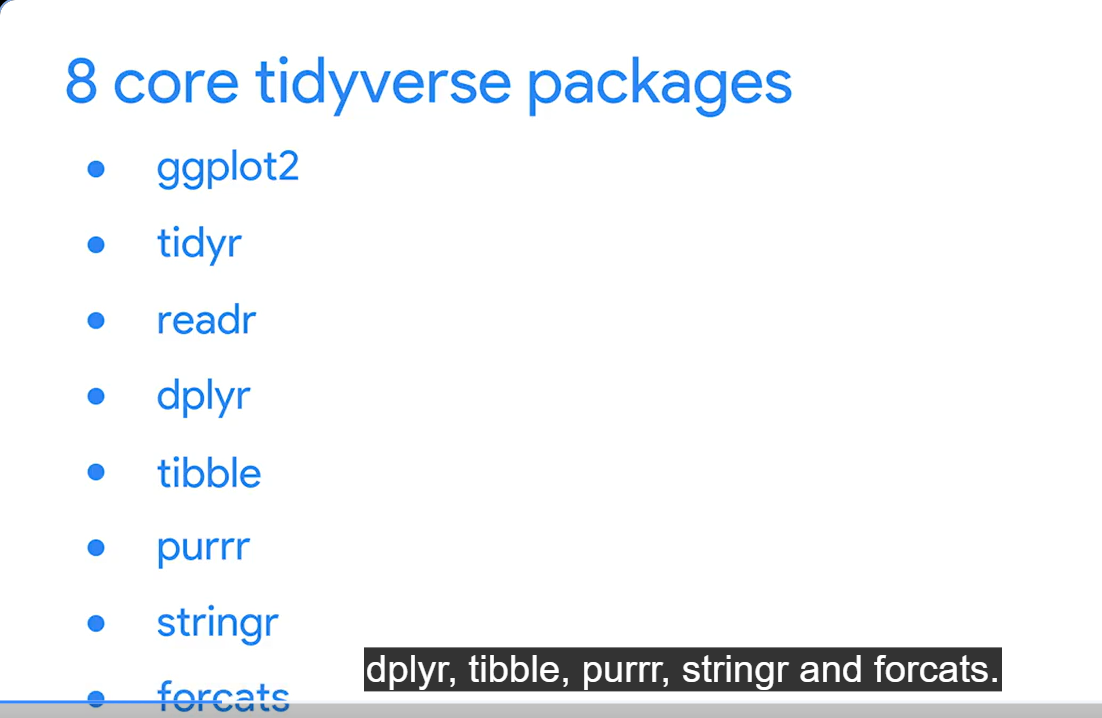 8 core tidyverse packages
● ggplot2
● tidyr
● readr
● dplyr
● tibble
● purrr
● stringr
● forcats
dplyr, tibble, purrr, stringr and forcats.